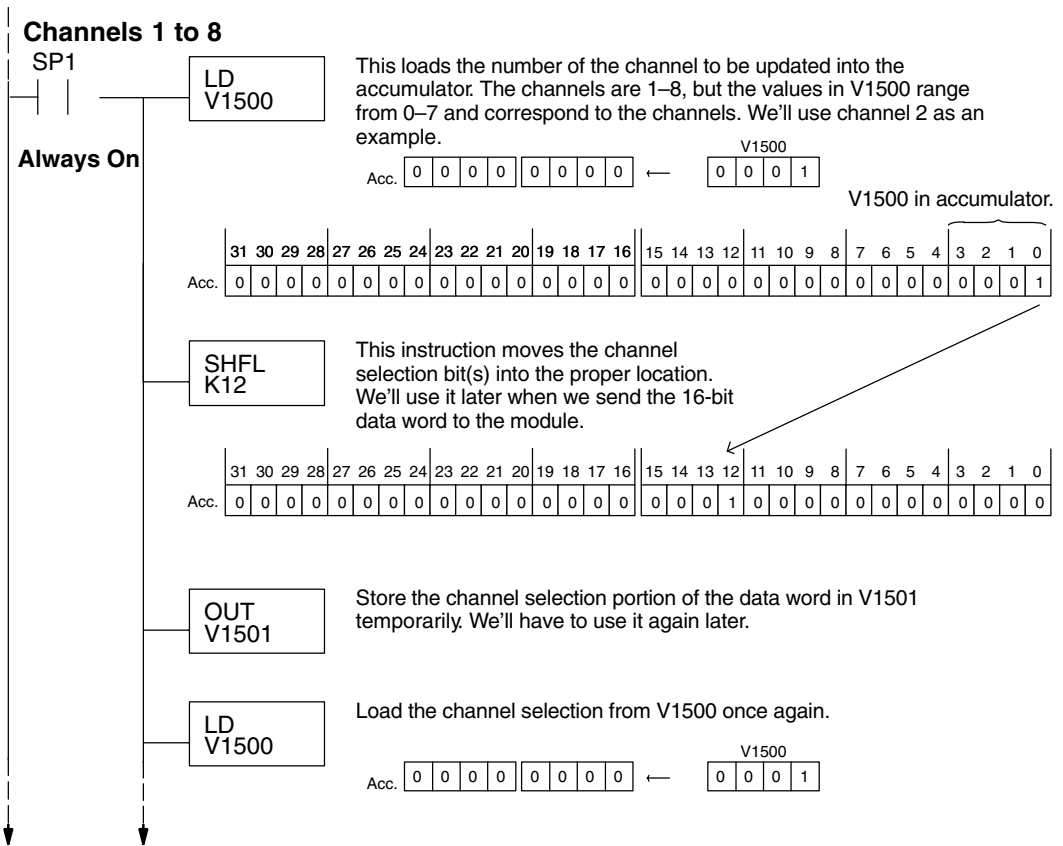 Channels 1 to 8
SP1
Always On
LD
V1500
This loads the number of the channel to be updated into the
accumulator. The channels are 1–8, but the values in V1500 range
from 0–7 and correspond to the channels. We'll use channel 2 as an
example.
V1500
Acc. 0 0 0 0 0 0 0 0 ← 0 0 0 1
V1500 in accumulator.
31 30 29 28 27 26 25 24 23 22 21 20 19 18 17 16 15 14 13 12 11 10 9 8 7 6 5 4 3 2 1 0
Acc. 0 0 0 0 0 0 0 0 0 0 0 0 0 0 0 0 0 0 0 0 0 0 0 0 0 0 0 0 0 0 0 1
SHFL
K12
This instruction moves the channel
selection bit(s) into the proper location.
We'll use it later when we send the 16-bit
data word to the module.
31 30 29 28 27 26 25 24 23 22 21 20 19 18 17 16 15 14 13 12 11 10 9 8 7 6 5 4 3 2 1 0
Acc. 0 0 0 0 0 0 0 0 0 0 0 0 0 0 0 0 0 0 0 1 0 0 0 0 0 0 0 0 0 0 0 0
OUT
V1501
Store the channel selection portion of the data word in V1501
temporarily. We'll have to use it again later.
LD
V1500
Load the channel selection from V1500 once again.
V1500
Acc. 0 0 0 0 0 0 0 0 ← 0 0 0 1